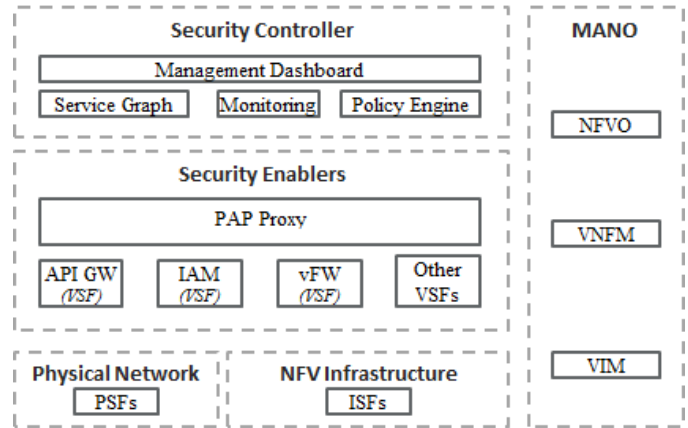 Security Controller
Management Dashboard
Service Graph
Monitoring
Policy Engine
Security Enablers
PAP Proxy
API GW
(VSF)
IAM
(VSF)
vFW
(VSF)
Other
VSFs
Physical Network
PSFs
NFV Infrastructure
ISFs
MANO
NFVO
VNFM
VIM